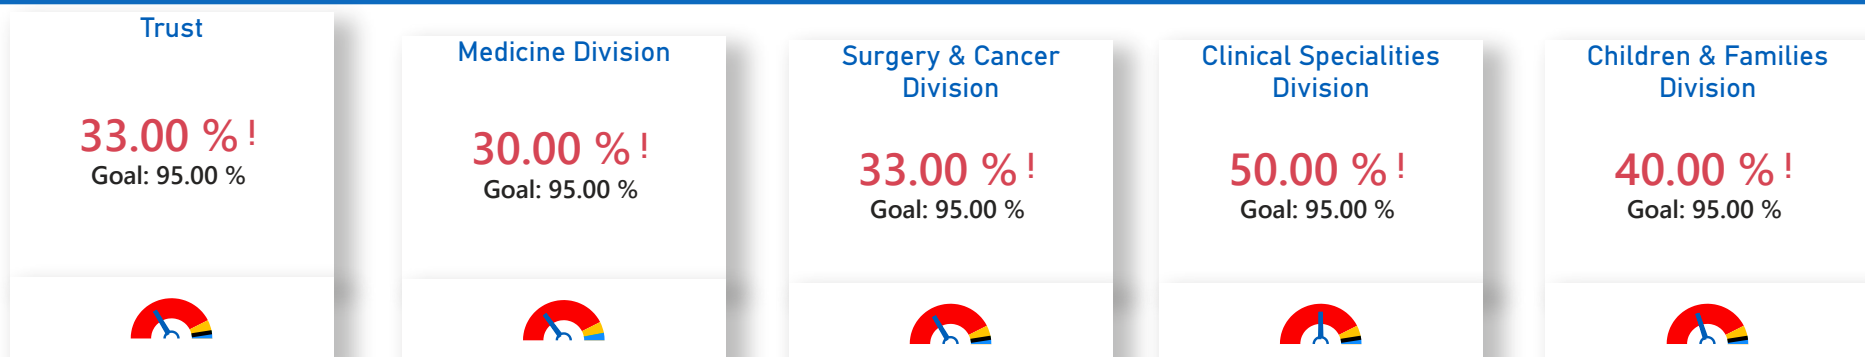 Trust
33.00 % !
Goal: 95.00 %
Medicine Division
30.00 % !
Goal: 95.00 %
Surgery & Cancer
Division
33.00 % !
Goal: 95.00 %
Clinical Specialities
Division
50.00 % !
Goal: 95.00 %
Children & Families
Division
40.00 % !
Goal: 95.00 %